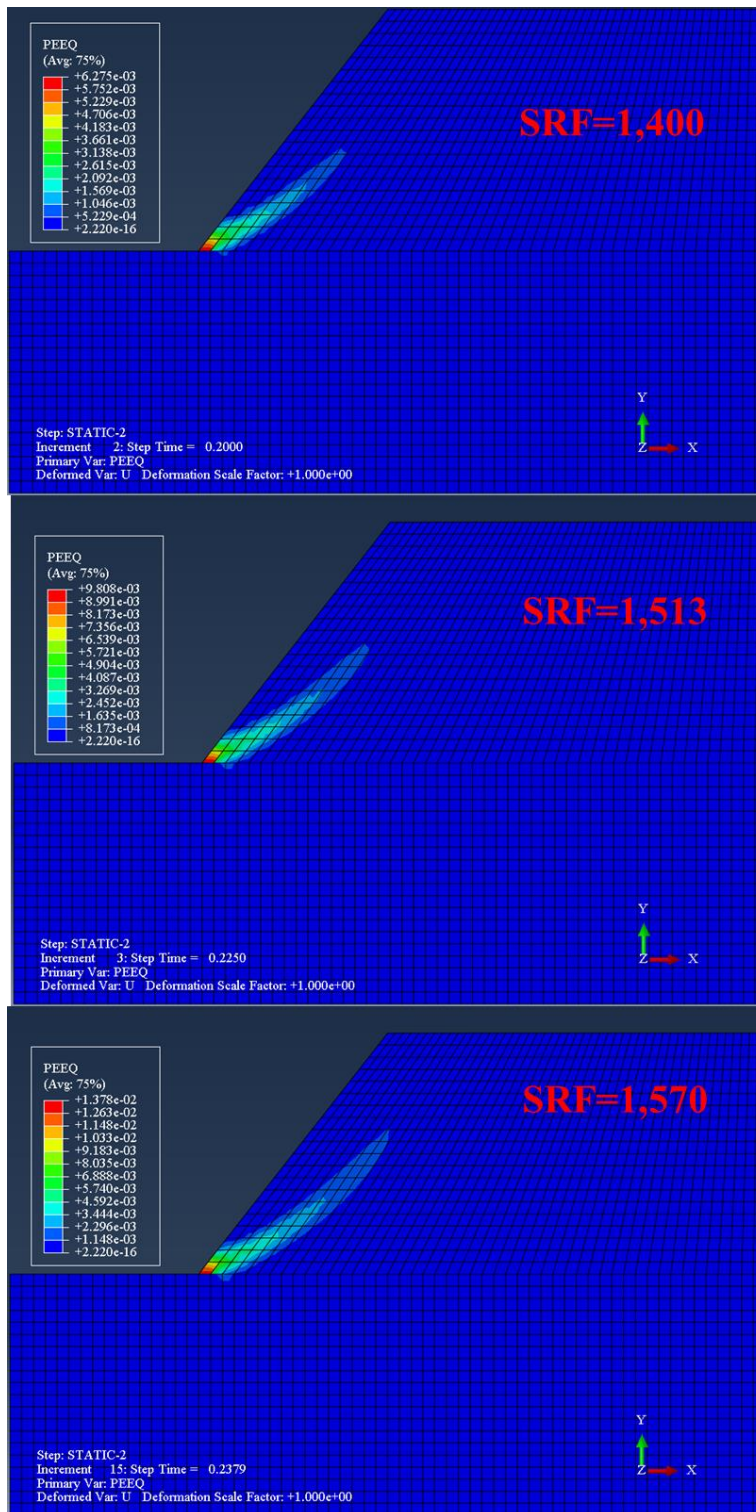 PEEQ
(Avg: 75%)
+6.275e-03
+5.752e-03
+5.229e-03
+4.706e-03
+4.183e-03
+3.661e-03
+3.138e-03
+2.615e-03
+2.092e-03
+1.569e-03
+1.046e-03
+5.229e-04
+2.220e-16
SRF=1,400
Y
Z X
Step: STATIC-2
Increment 2: Step Time = 0.2000
Primary Var: PEEQ
Deformed Var: U Deformation Scale Factor: +1.000e+00
PEEQ
(Avg: 75%)
+9.808e-03
+8.991e-03
+8.173e-03
+7.356e-03
+6.539e-03
+5.721e-03
+4.904e-03
+4.087e-03
+3.269e-03
+2.452e-03
+1.635e-03
+8.173e-04
+2.220e-16
SRF=1,513
Y
Z X
Step: STATIC-2
Increment 3: Step Time = 0.2250
Primary Var: PEEQ
Deformed Var: U Deformation Scale Factor: +1.000e+00
PEEQ
(Avg: 75%)
+1.378e-02
+1.263e-02
+1.148e-02
+1.033e-02
+9.183e-03
+8.035e-03
+6.888e-03
+5.740e-03
+4.592e-03
+3.444e-03
+2.296e-03
+1.148e-03
+2.220e-16
SRF=1,570
Y
Z X
Step: STATIC-2
Increment 15: Step Time = 0.2379
Primary Var: PEEQ
Deformed Var: U Deformation Scale Factor: +1.000e+00